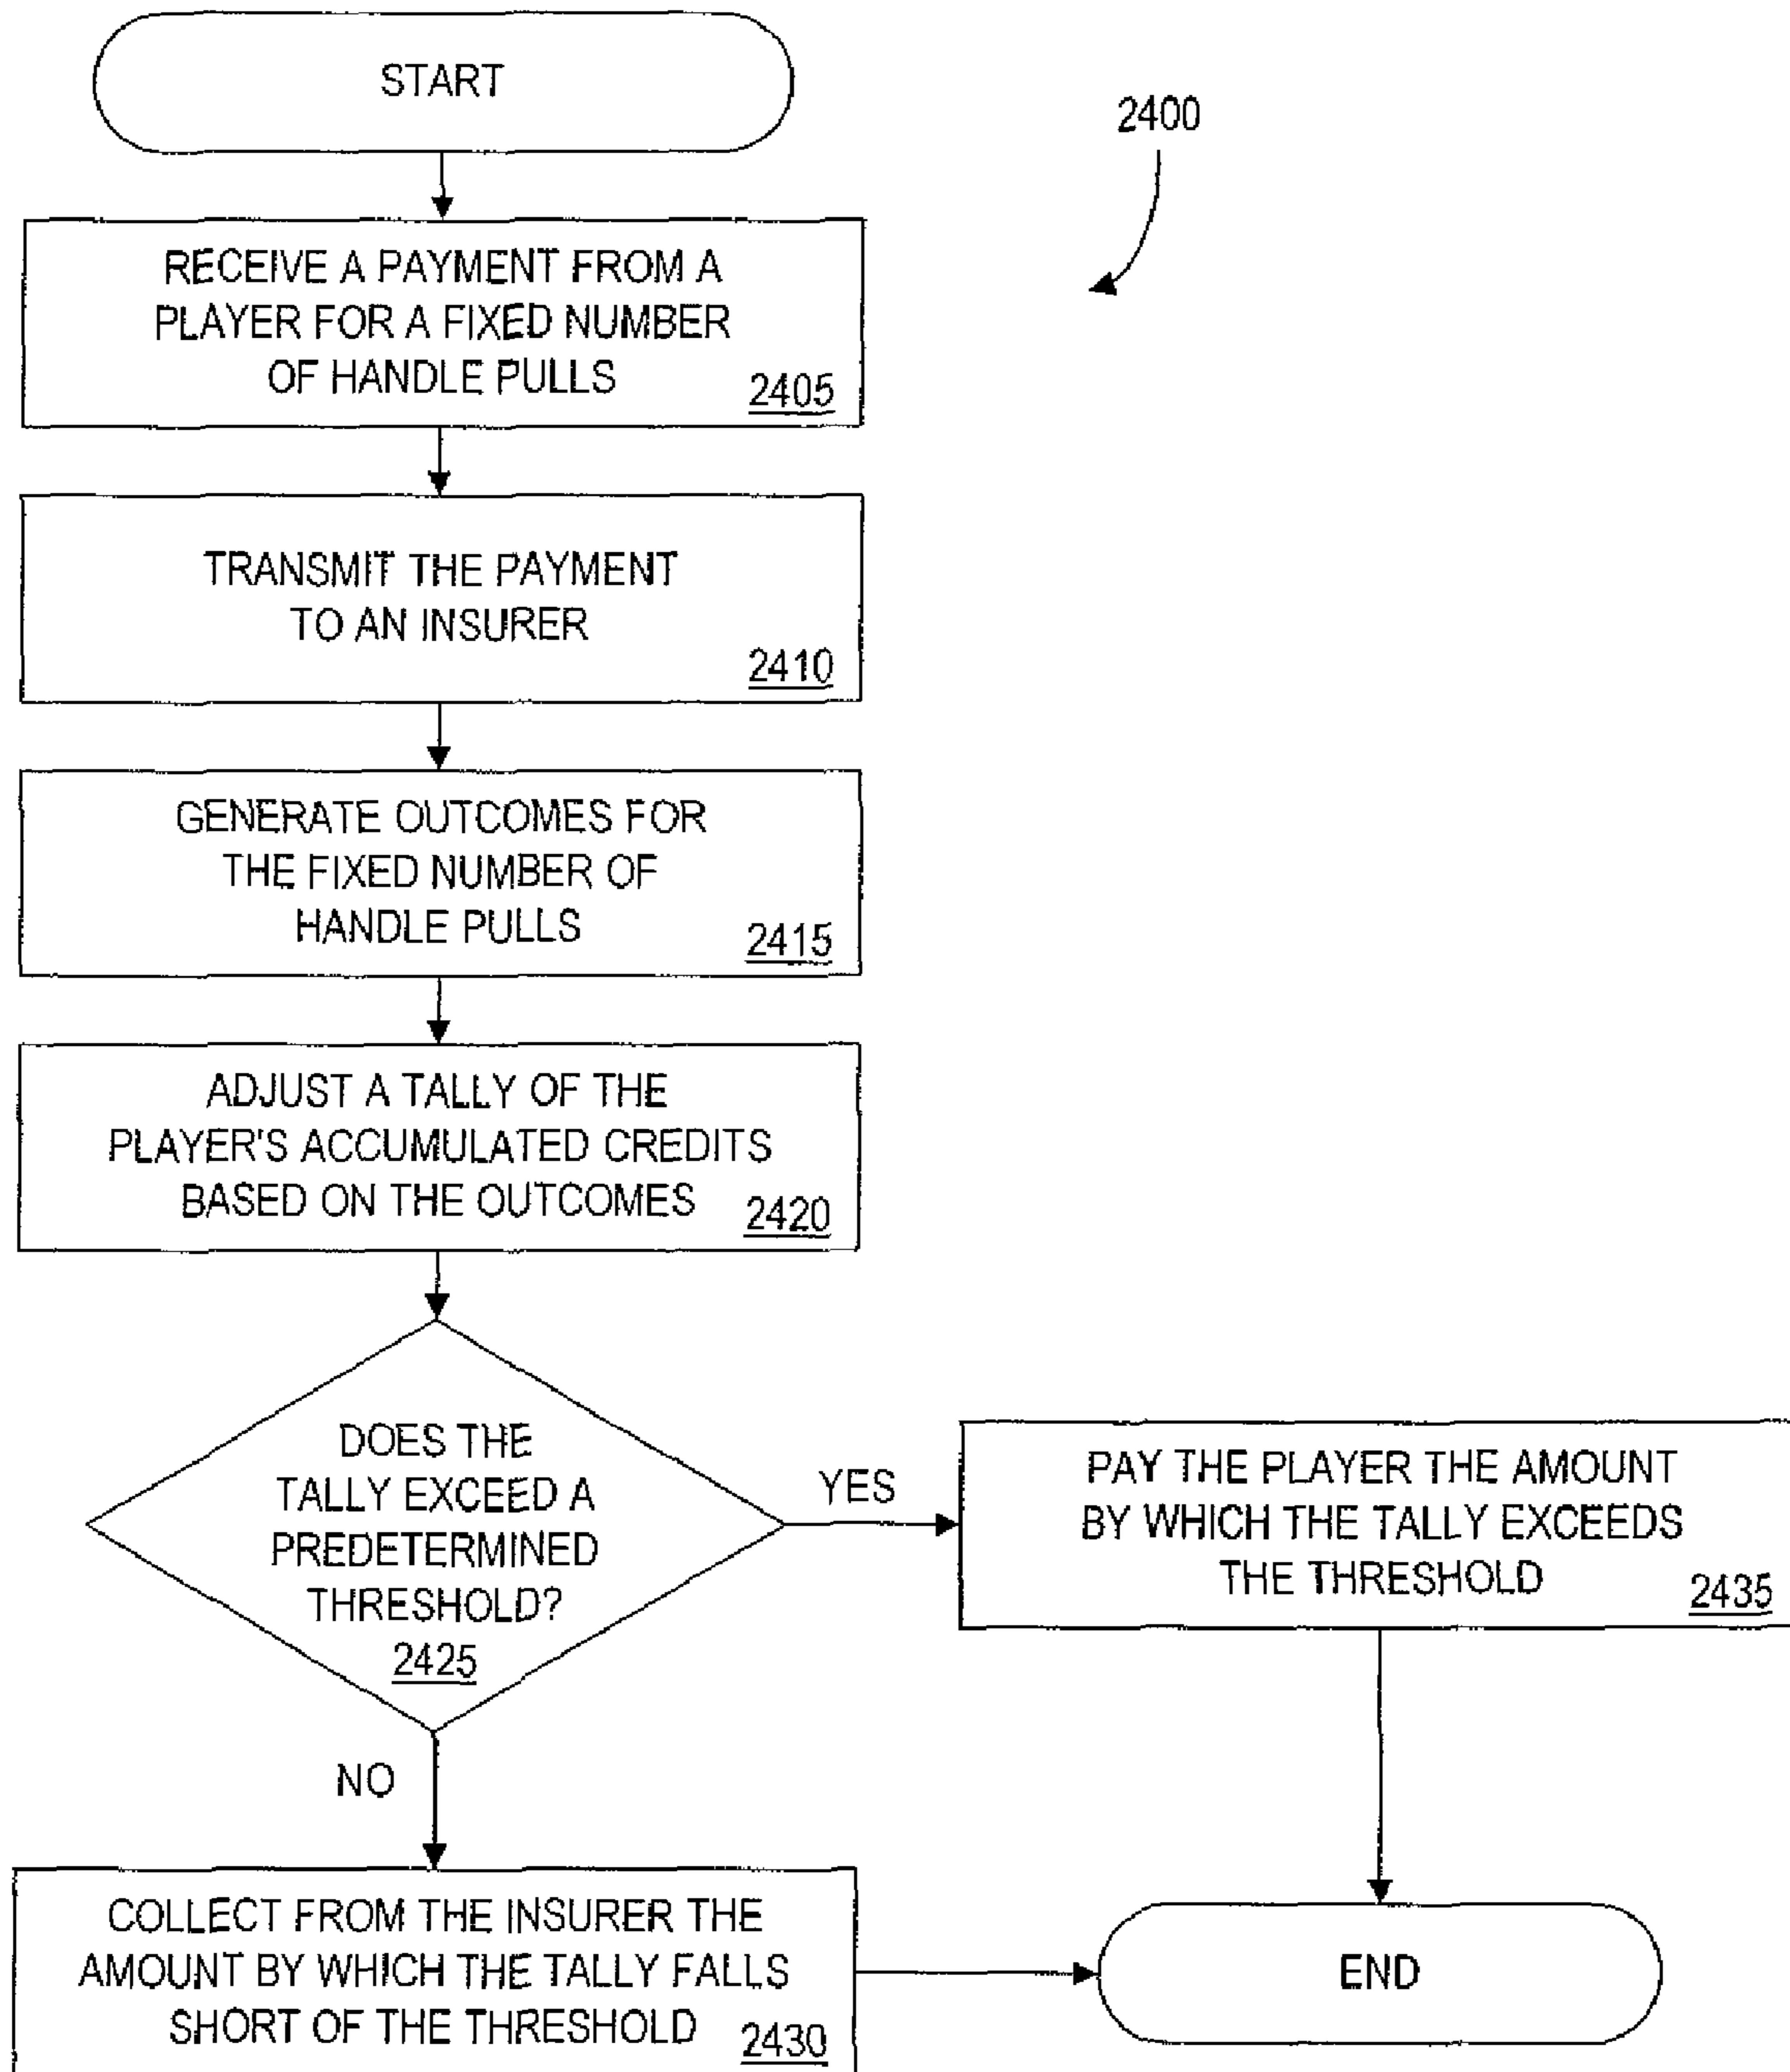 START
2400
RECEIVE A PAYMENT FROM A
PLAYER FOR A FIXED NUMBER
OF HANDLE PULLS
2405
TRANSMIT THE PAYMENT
TO AN INSURER
2410
GENERATE OUTCOMES FOR
THE FIXED NUMBER OF
HANDLE PULLS
2415
ADJUST A TALLY OF THE
PLAYER'S ACCUMULATED CREDITS
BASED ON THE OUTCOMES
2420
DOES THE
TALLY EXCEED A
PREDETERMINED
THRESHOLD?
2425
YES
PAY THE PLAYER THE AMOUNT
BY WHICH THE TALLY EXCEEDS
THE THRESHOLD
2435
NO
COLLECT FROM THE INSURER THE
AMOUNT BY WHICH THE TALLY FALLS
SHORT OF THE THRESHOLD
2430
END